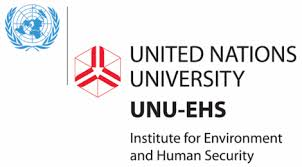 UNITED NATIONS
UNIVERSITY
UNU-EHS
Institute for Environment
and Human Security